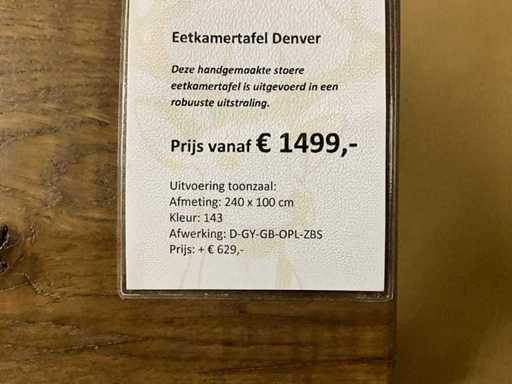 Eetkamertafel Denver
Deze handgemaakte stoere
eetkamertafel is uitgevoerd in een
robuuste uitstraling.
Prijs vanaf € 1499,-
Uitvoering toonzaal:
Afmeting: 240 x 100 cm
Kleur: 143
Afwerking: D-GY-GB-OPL-ZBS
Prijs: + € 629,-